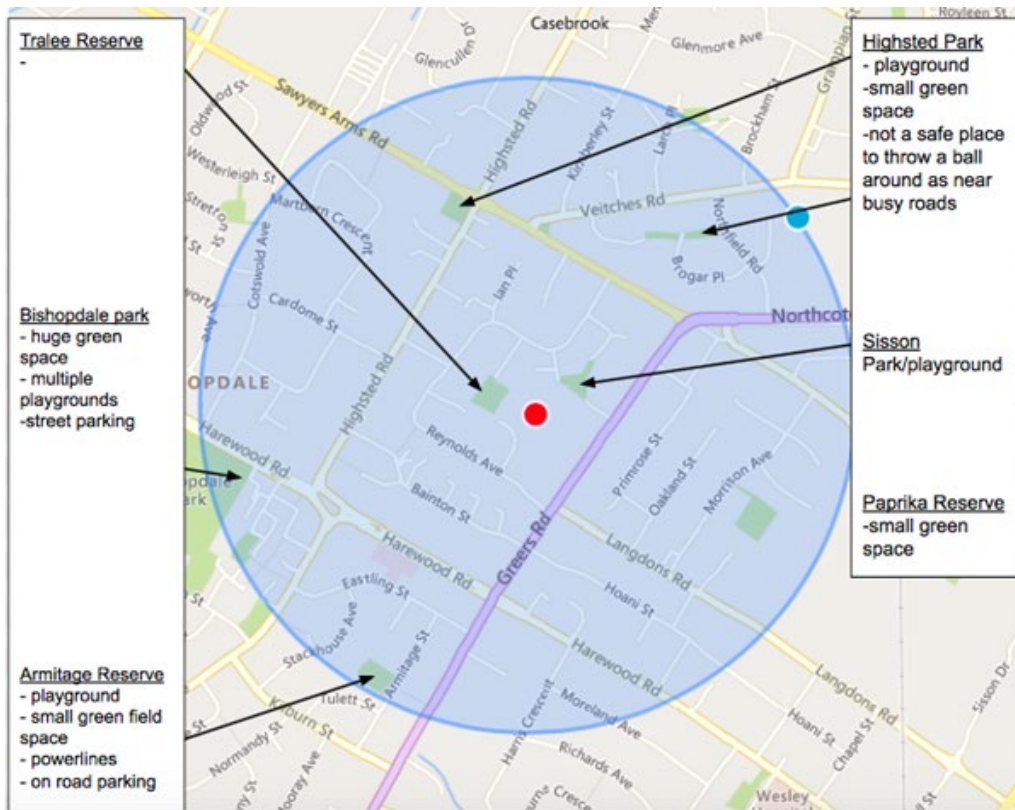 Tralee Reserve
-
Bishopdale park
- huge green
space
- multiple
playgrounds
-street parking
Armitage Reserve
- playground
- small green field
space
- powerlines
- on road parking
Highsted Park
- playground
-small green
space
-not a safe place
to throw a ball
around as near
busy roads
Sisson
Park/playground
Paprika Reserve
-small green
space
Casebrook
Glencullen Dr
Glenmore Ave
Royleen St
Grampian
Oldwood St
Sawyers Arms Rd
Highsted Rd
Kimberley St
Larch Pl
Brockham St
Westerleigh St
Martbern Crescent
Veitches Rd
Northfield Rd
Cotswold Ave
Ian Pl
Brogar Pl
Cardome St
Northcot
OPDALE
Highsted Rd
Harewood Rd
Reynolds Ave
Primrose St
Oakland St
Morrison Ave
opdale
Park
Bainton St
Greers Rd
Langdons Rd
Harewood Rd
Eastling St
Hoani St
Stackhouse Ave
Armitage St
Tulett St
Langdons Rd
Sisson Dr
Harris Crescent
Moreland Ave
Hoani St
Chapel St
Normandy St
Richards Ave
Wesley